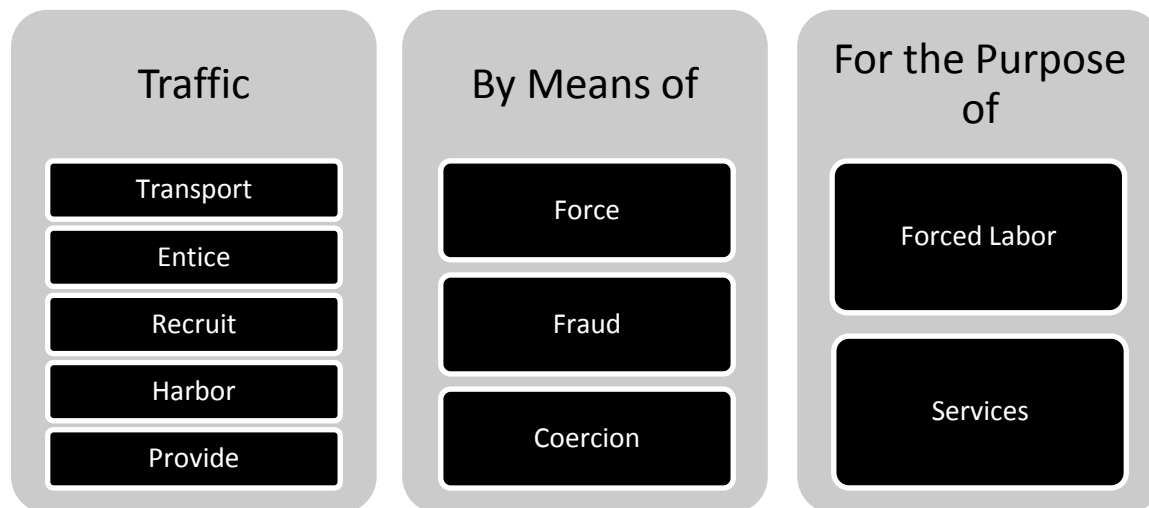 Traffic
Transport
Entice
Recruit
Harbor
Provide
By Means of
Force
Fraud
Coercion
For the Purpose
of
Forced Labor
Services